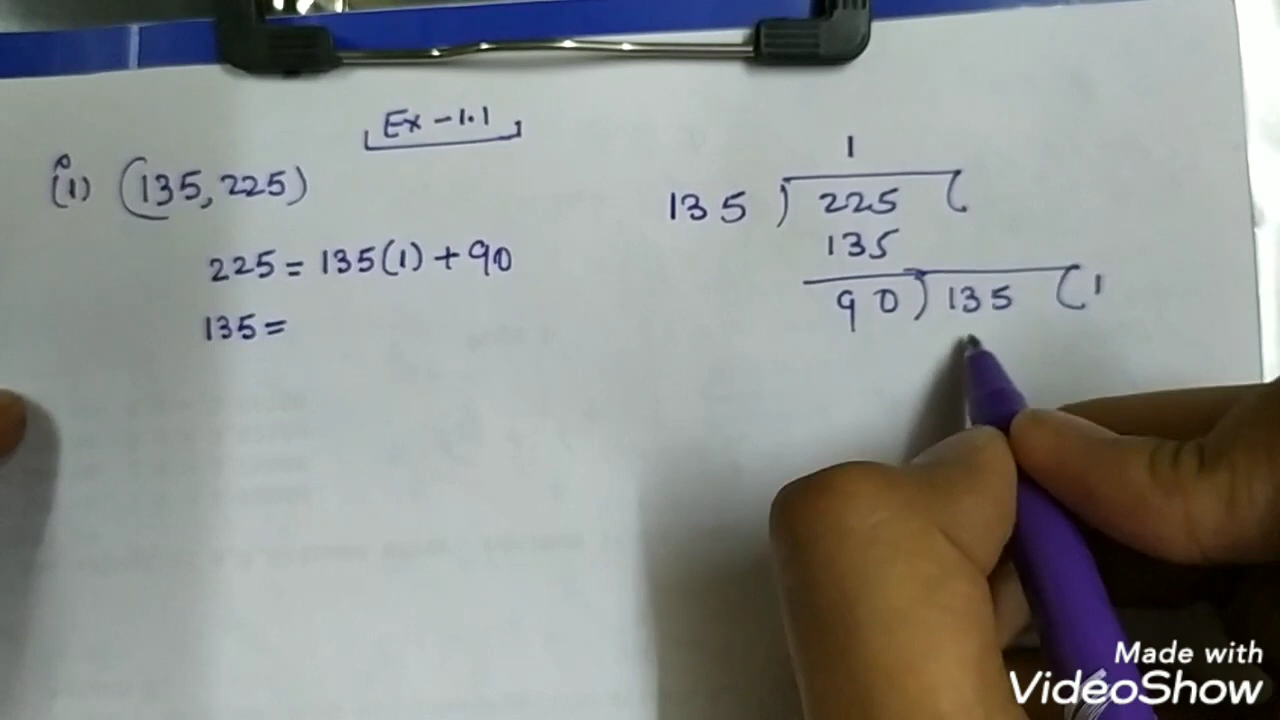 Ex - 1.1
(i) (135, 225)
225 = 135(1) + 90
135 =
1
135 ) 225 (
135
90 ) 135 ( 1
Made with
VideoShow